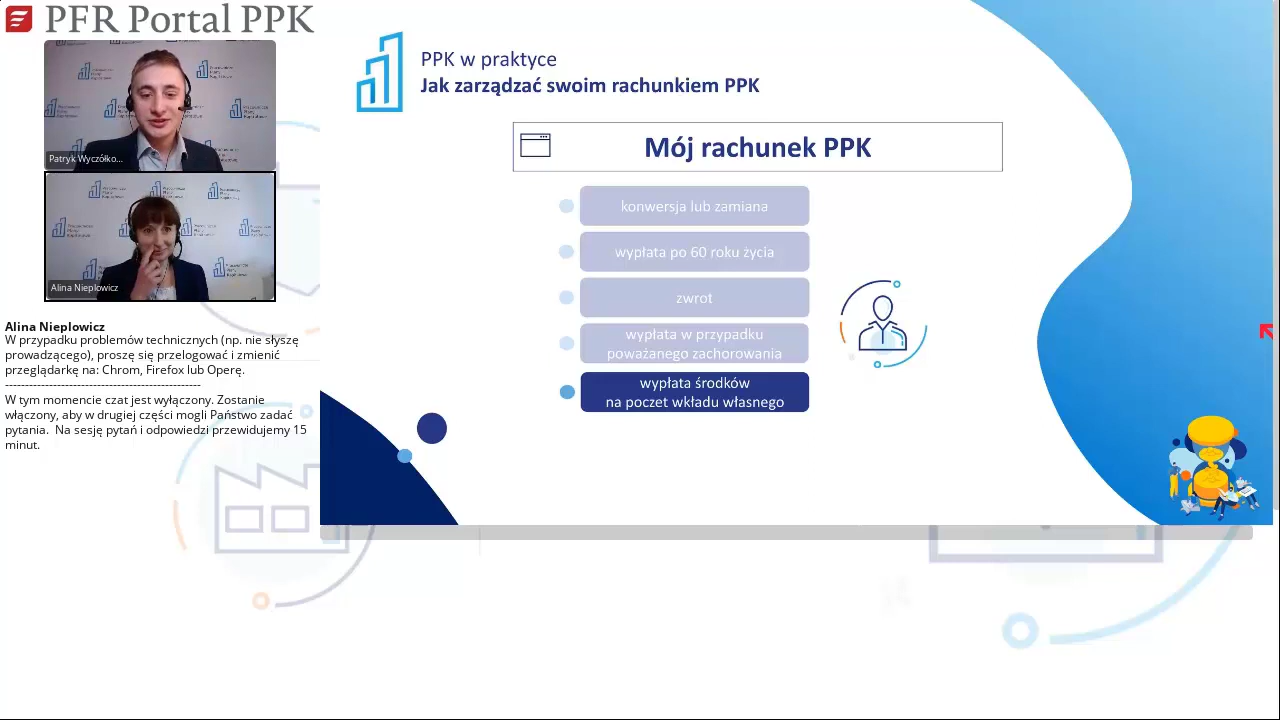 PFR Portal PPK
Patryk Wyczółko...
Alina Nieplowicz
Alina Nieplowicz
W przypadku problemów technicznych (np. nie słyszę
prowadzącego), proszę się przelogować i zmienić
przeglądarkę na: Chrom, Firefox lub Operę.
--------------------------------------------------
W tym momencie czat jest wyłączony. Zostanie
włączony, aby w drugiej części mogli Państwo zadać
pytania.  Na sesję pytań i odpowiedzi przewidujemy 15
minut.
PPK w praktyce
Jak zarządzać swoim rachunkiem PPK
Mój rachunek PPK
konwersja lub zamiana
wypłata po 60 roku życia
zwrot
wypłata w przypadku
poważanego zachorowania
wypłata środków
na poczet wkładu własnego